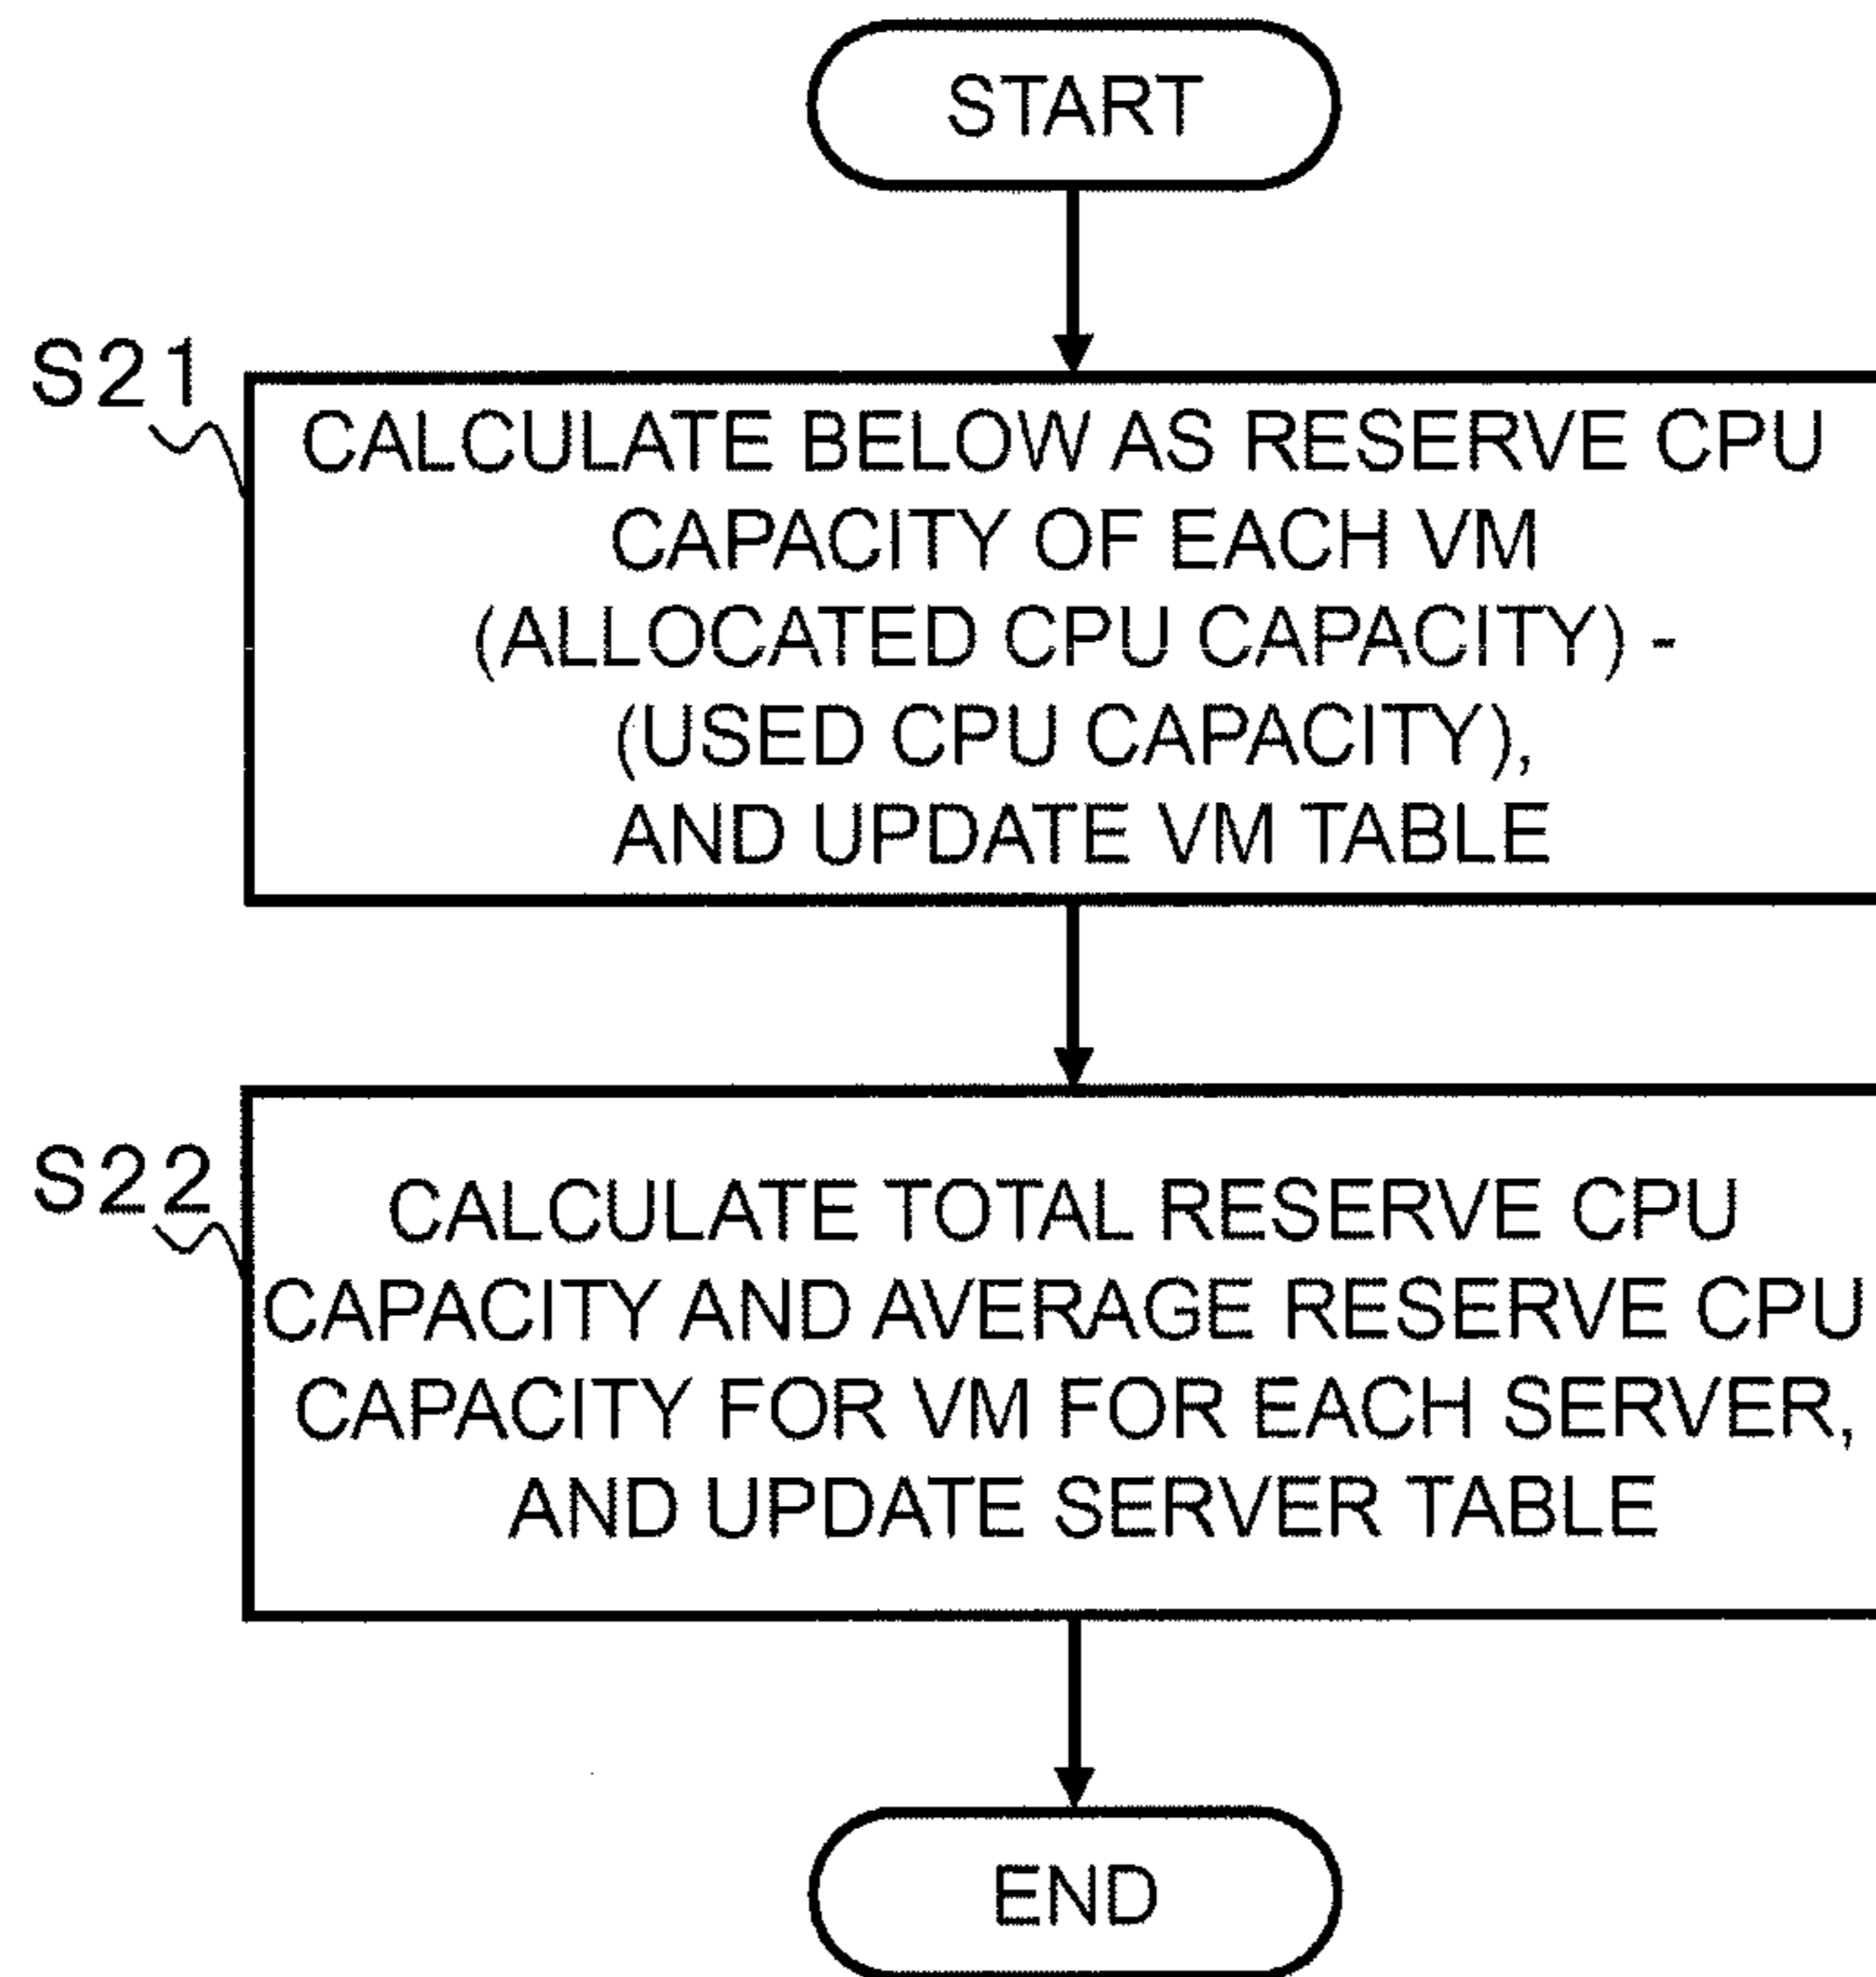 START
S21
CALCULATE BELOW AS RESERVE CPU
CAPACITY OF EACH VM
(ALLOCATED CPU CAPACITY) -
(USED CPU CAPACITY),
AND UPDATE VM TABLE
S22
CALCULATE TOTAL RESERVE CPU
CAPACITY AND AVERAGE RESERVE CPU
CAPACITY FOR VM FOR EACH SERVER,
AND UPDATE SERVER TABLE
END